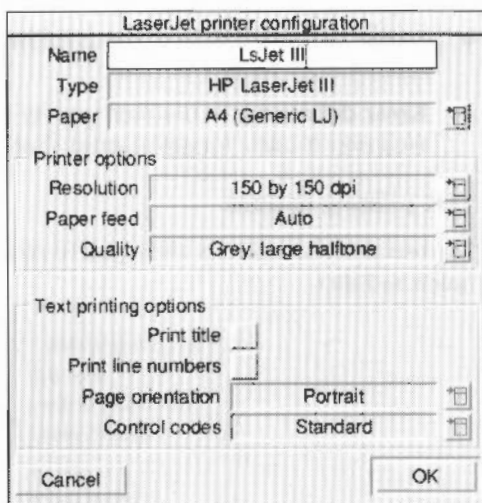 LaserJet printer configuration
Name LsJet III
Type HP LaserJet III
Paper A4 (Generic LJ)
Printer options
Resolution 150 by 150 dpi
Paper feed Auto
Quality Grey, large halftone
Text printing options
Print title
Print line numbers
Page orientation Portrait
Control codes Standard
Cancel OK